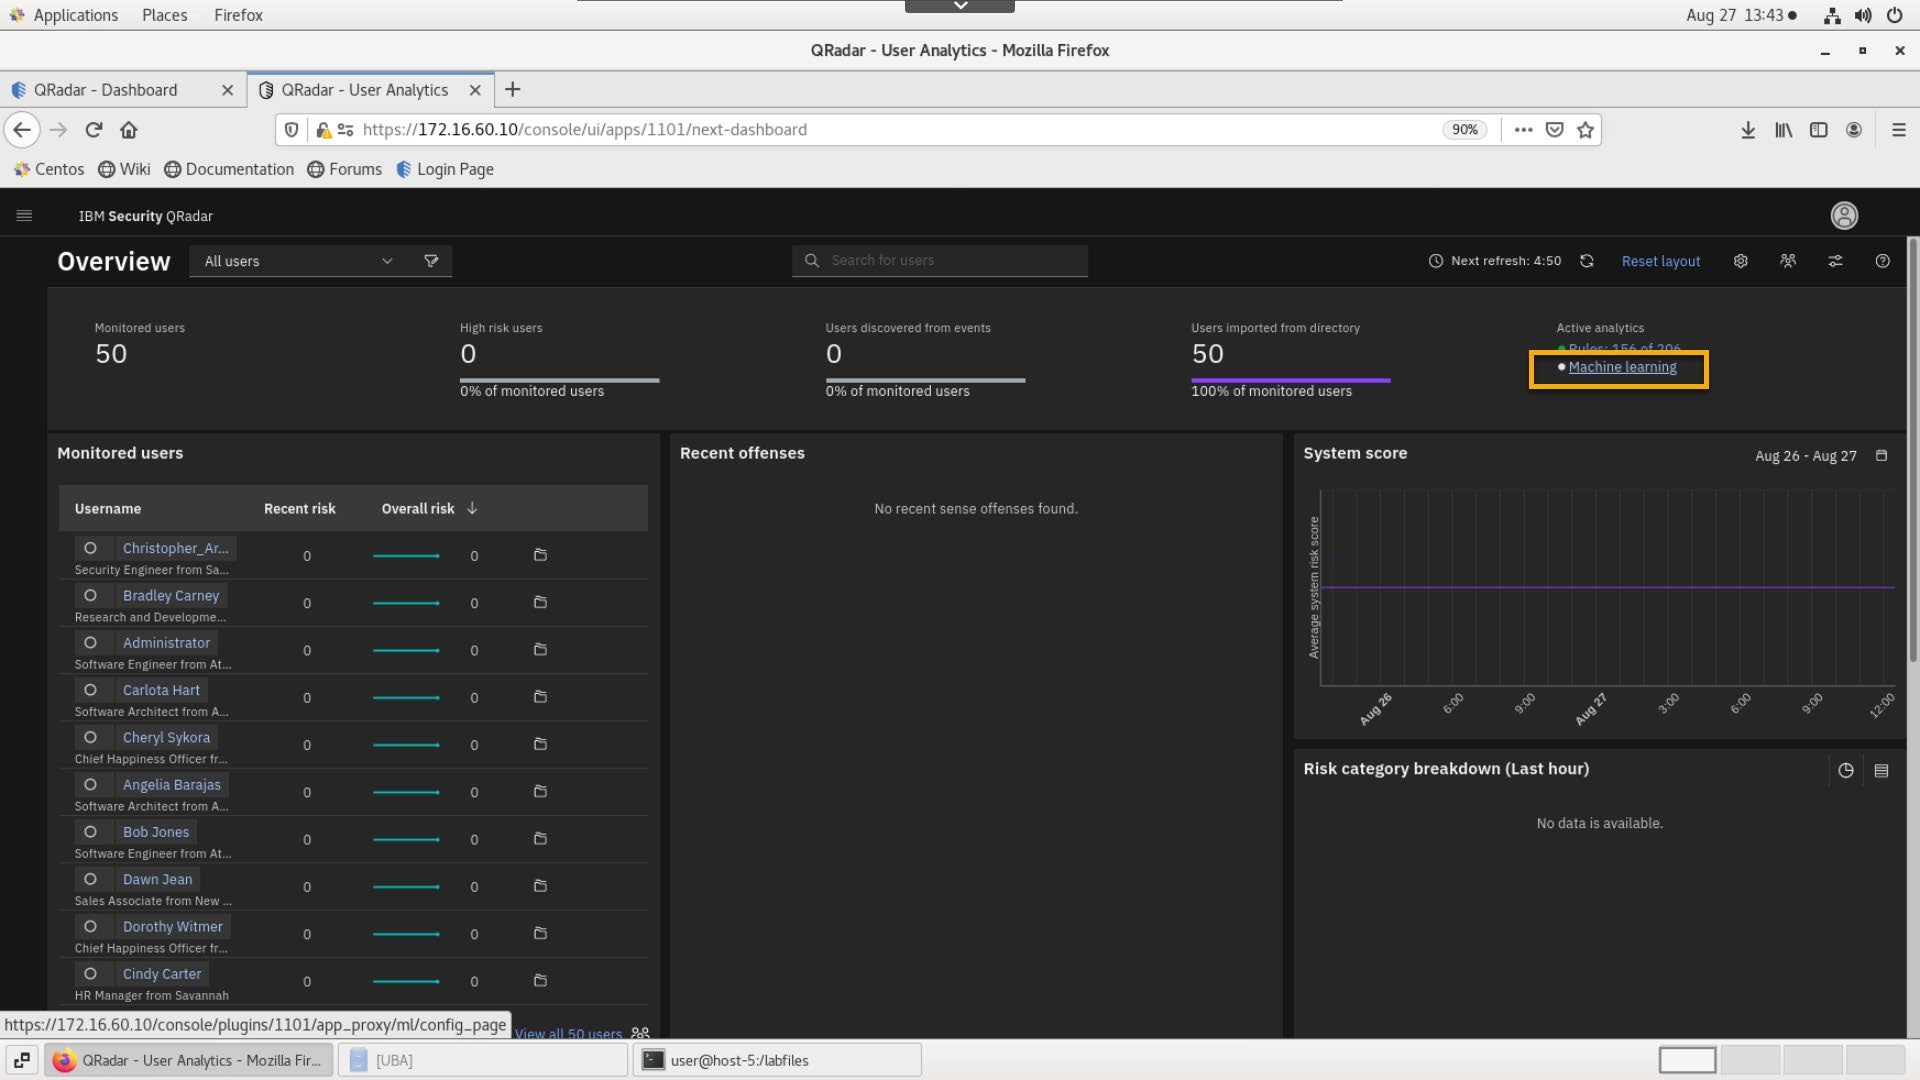 Applications Places Firefox Aug 27 13:43
QRadar - User Analytics - Mozilla Firefox
QRadar - Dashboard QRadar - User Analytics
https://172.16.60.10/console/ui/apps/1101/next-dashboard 90%
Centos Wiki Documentation Forums Login Page
IBM Security QRadar
Overview All users Search for users Next refresh: 4:50 Reset layout
Monitored users High risk users Users discovered from events Users imported from directory Active analytics
50 0 0 50 Rules: 156 of 206
Machine learning
0% of monitored users 0% of monitored users 100% of monitored users
Monitored users
Username Recent risk Overall risk
Christopher_Ar... 0 0
Security Engineer from Sa...
Bradley Carney 0 0
Research and Developme...
Administrator 0 0
Software Engineer from At...
Carlota Hart 0 0
Software Architect from A...
Cheryl Sykora 0 0
Chief Happiness Officer fr...
Angelia Barajas 0 0
Software Architect from A...
Bob Jones 0 0
Software Engineer from At...
Dawn Jean 0 0
Sales Associate from New ...
Dorothy Witmer 0 0
Chief Happiness Officer fr...
Cindy Carter 0 0
HR Manager from Savannah
View all 50 users
Recent offenses
No recent sense offenses found.
System score
Aug 26 - Aug 27
Average system risk score
Aug 26 6:00 9:00 Aug 27 3:00 6:00 9:00 12:00
Risk category breakdown (Last hour)
No data is available.
https://172.16.60.10/console/plugins/1101/app_proxy/ml/config_page
QRadar - User Analytics - Mozilla Fir... [UBA] user@host-5:/labfiles